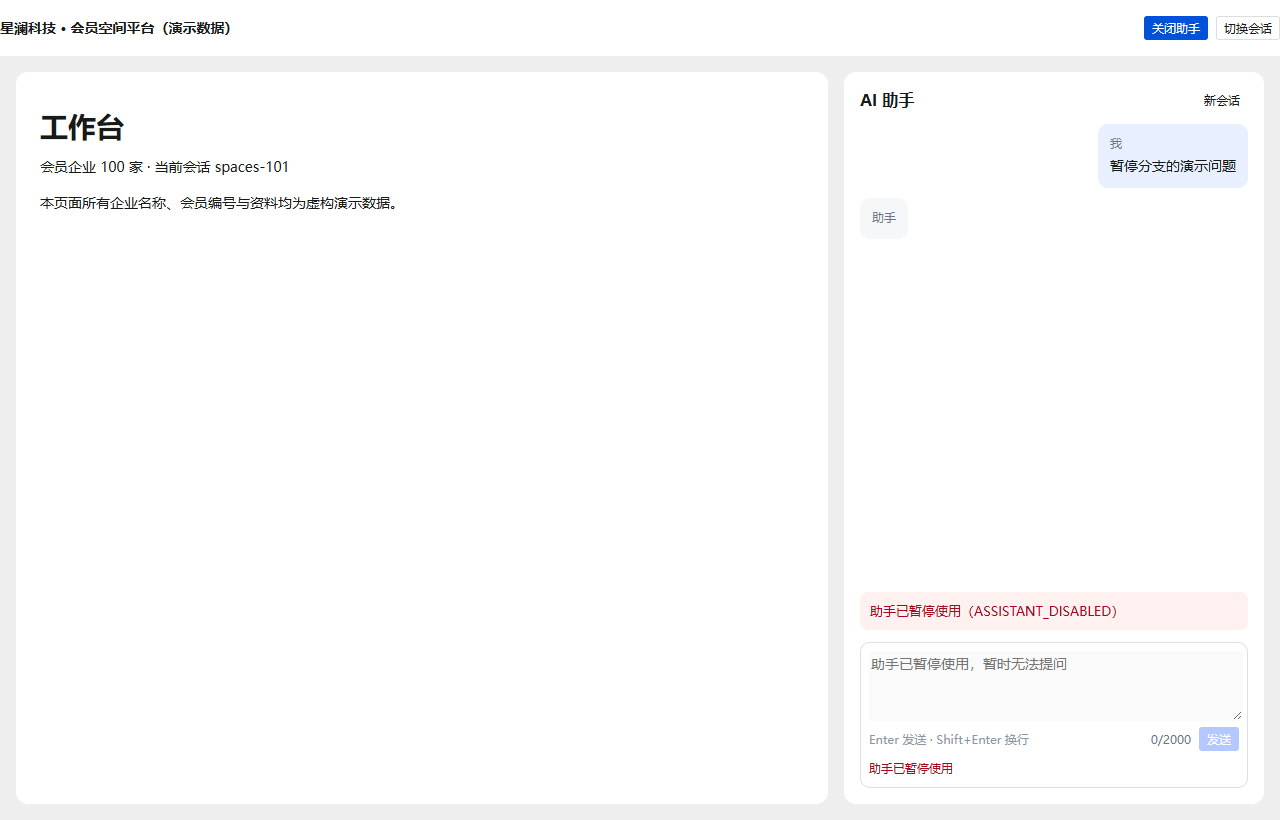 星澜科技 • 会员空间平台（演示数据）
关闭助手
切换会话
工作台
会员企业 100 家 · 当前会话 spaces-101
本页面所有企业名称、会员编号与资料均为虚构演示数据。
AI 助手
新会话
我
暂停分支的演示问题
助手
助手已暂停使用（ASSISTANT_DISABLED）
助手已暂停使用，暂时无法提问
Enter 发送 · Shift+Enter 换行
0/2000
发送
助手已暂停使用